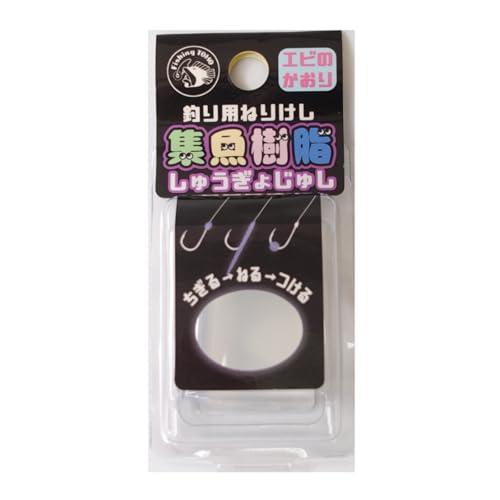 Fishing TOHO
エビの
かおり
釣り用ねりけし
集魚樹脂
しゅうぎょじゅし
ちぎる→ねる→つける